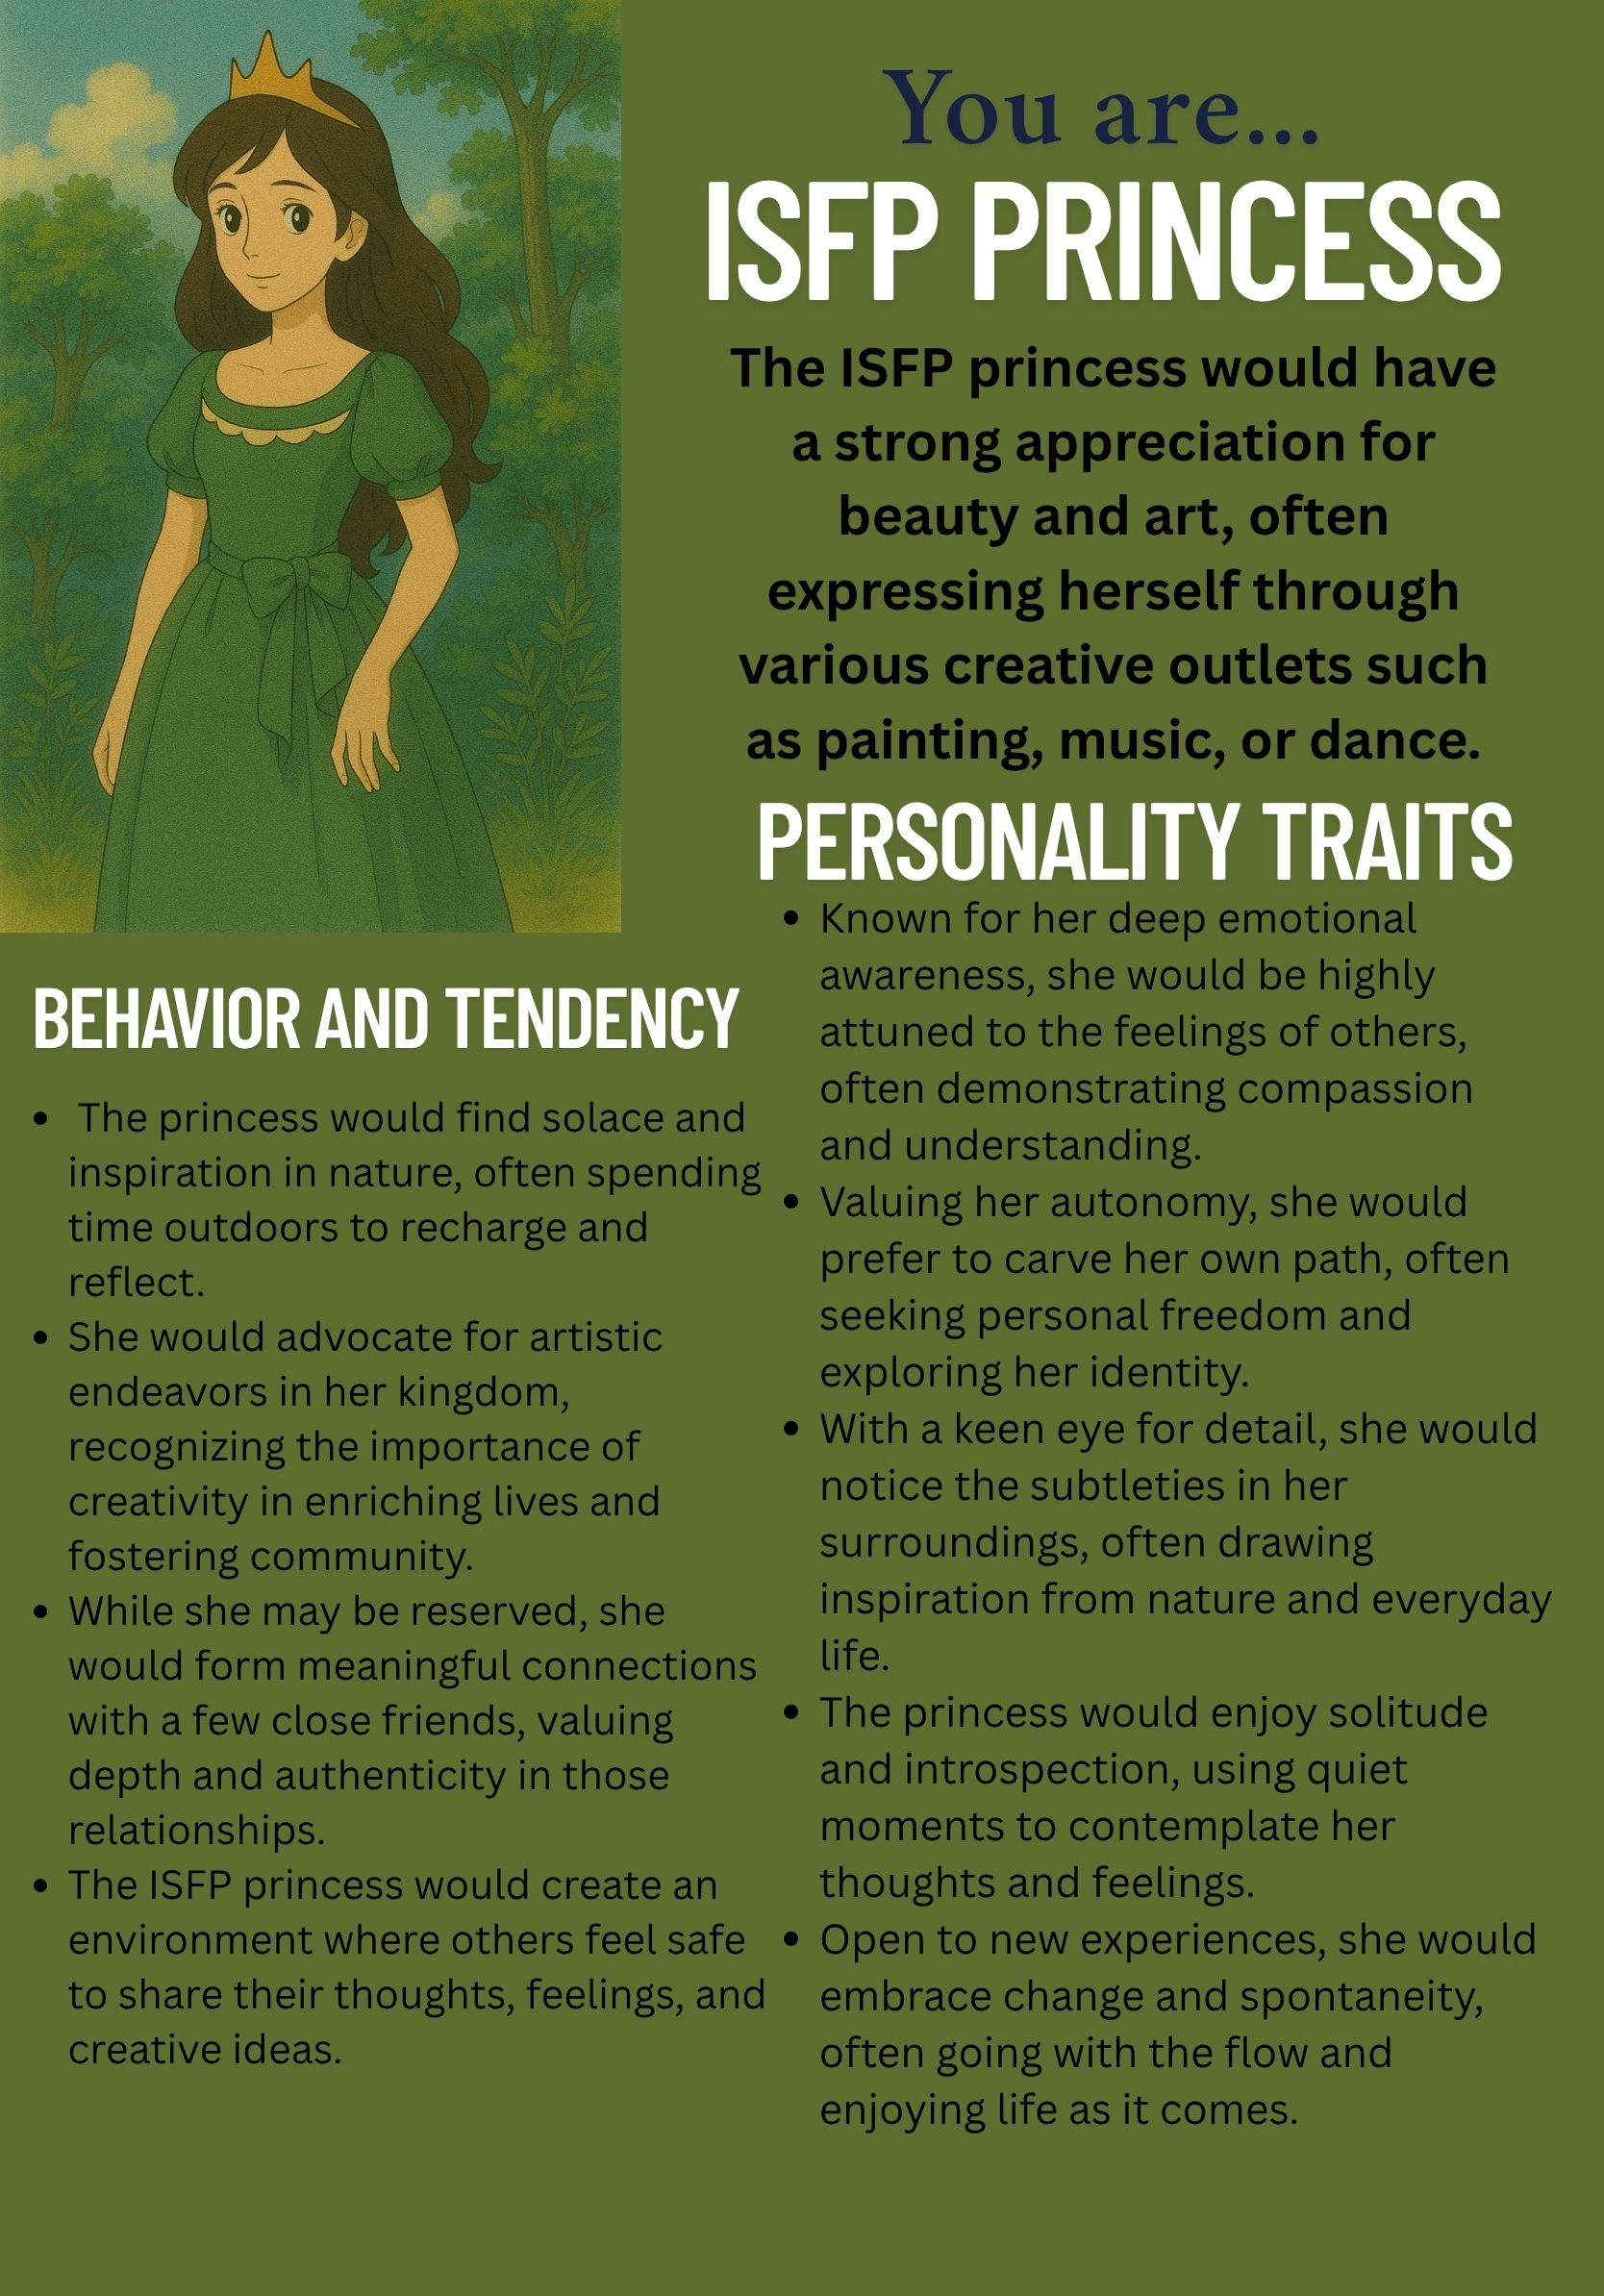 You are...
ISFP PRINCESS
The ISFP princess would have
a strong appreciation for
beauty and art, often
expressing herself through
various creative outlets such
as painting, music, or dance.
PERSONALITY TRAITS
• Known for her deep emotional
awareness, she would be highly
attuned to the feelings of others,
often demonstrating compassion
and understanding.
• Valuing her autonomy, she would
prefer to carve her own path, often
seeking personal freedom and
exploring her identity.
• With a keen eye for detail, she would
notice the subtleties in her
surroundings, often drawing
inspiration from nature and everyday
life.
• The princess would enjoy solitude
and introspection, using quiet
moments to contemplate her
thoughts and feelings.
• Open to new experiences, she would
embrace change and spontaneity,
often going with the flow and
enjoying life as it comes.
BEHAVIOR AND TENDENCY
• The princess would find solace and
inspiration in nature, often spending
time outdoors to recharge and
reflect.
• She would advocate for artistic
endeavors in her kingdom,
recognizing the importance of
creativity in enriching lives and
fostering community.
• While she may be reserved, she
would form meaningful connections
with a few close friends, valuing
depth and authenticity in those
relationships.
• The ISFP princess would create an
environment where others feel safe
to share their thoughts, feelings, and
creative ideas.